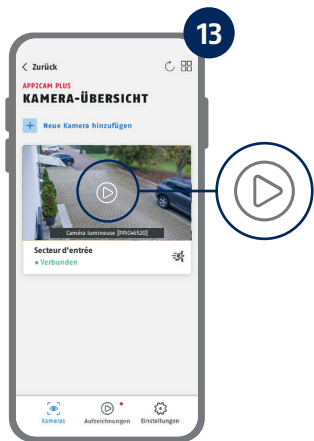 13
Zurück
APP2CAM PLUS
KAMERA-ÜBERSICHT
Neue Kamera hinzufügen
Caméra lumineuse [PPIC46520]
Secteur d'entrée
Verbunden
Kameras Aufzeichnungen Einstellungen